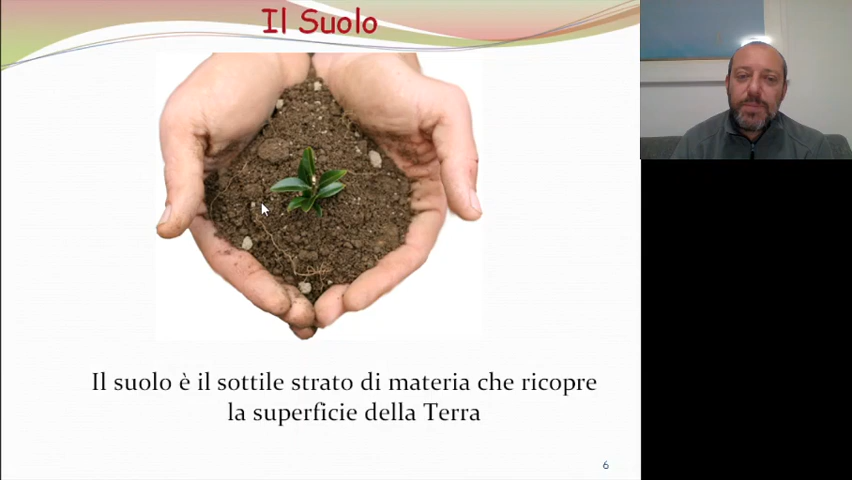 Il Suolo
Il suolo è il sottile strato di materia che ricopre
la superficie della Terra
6